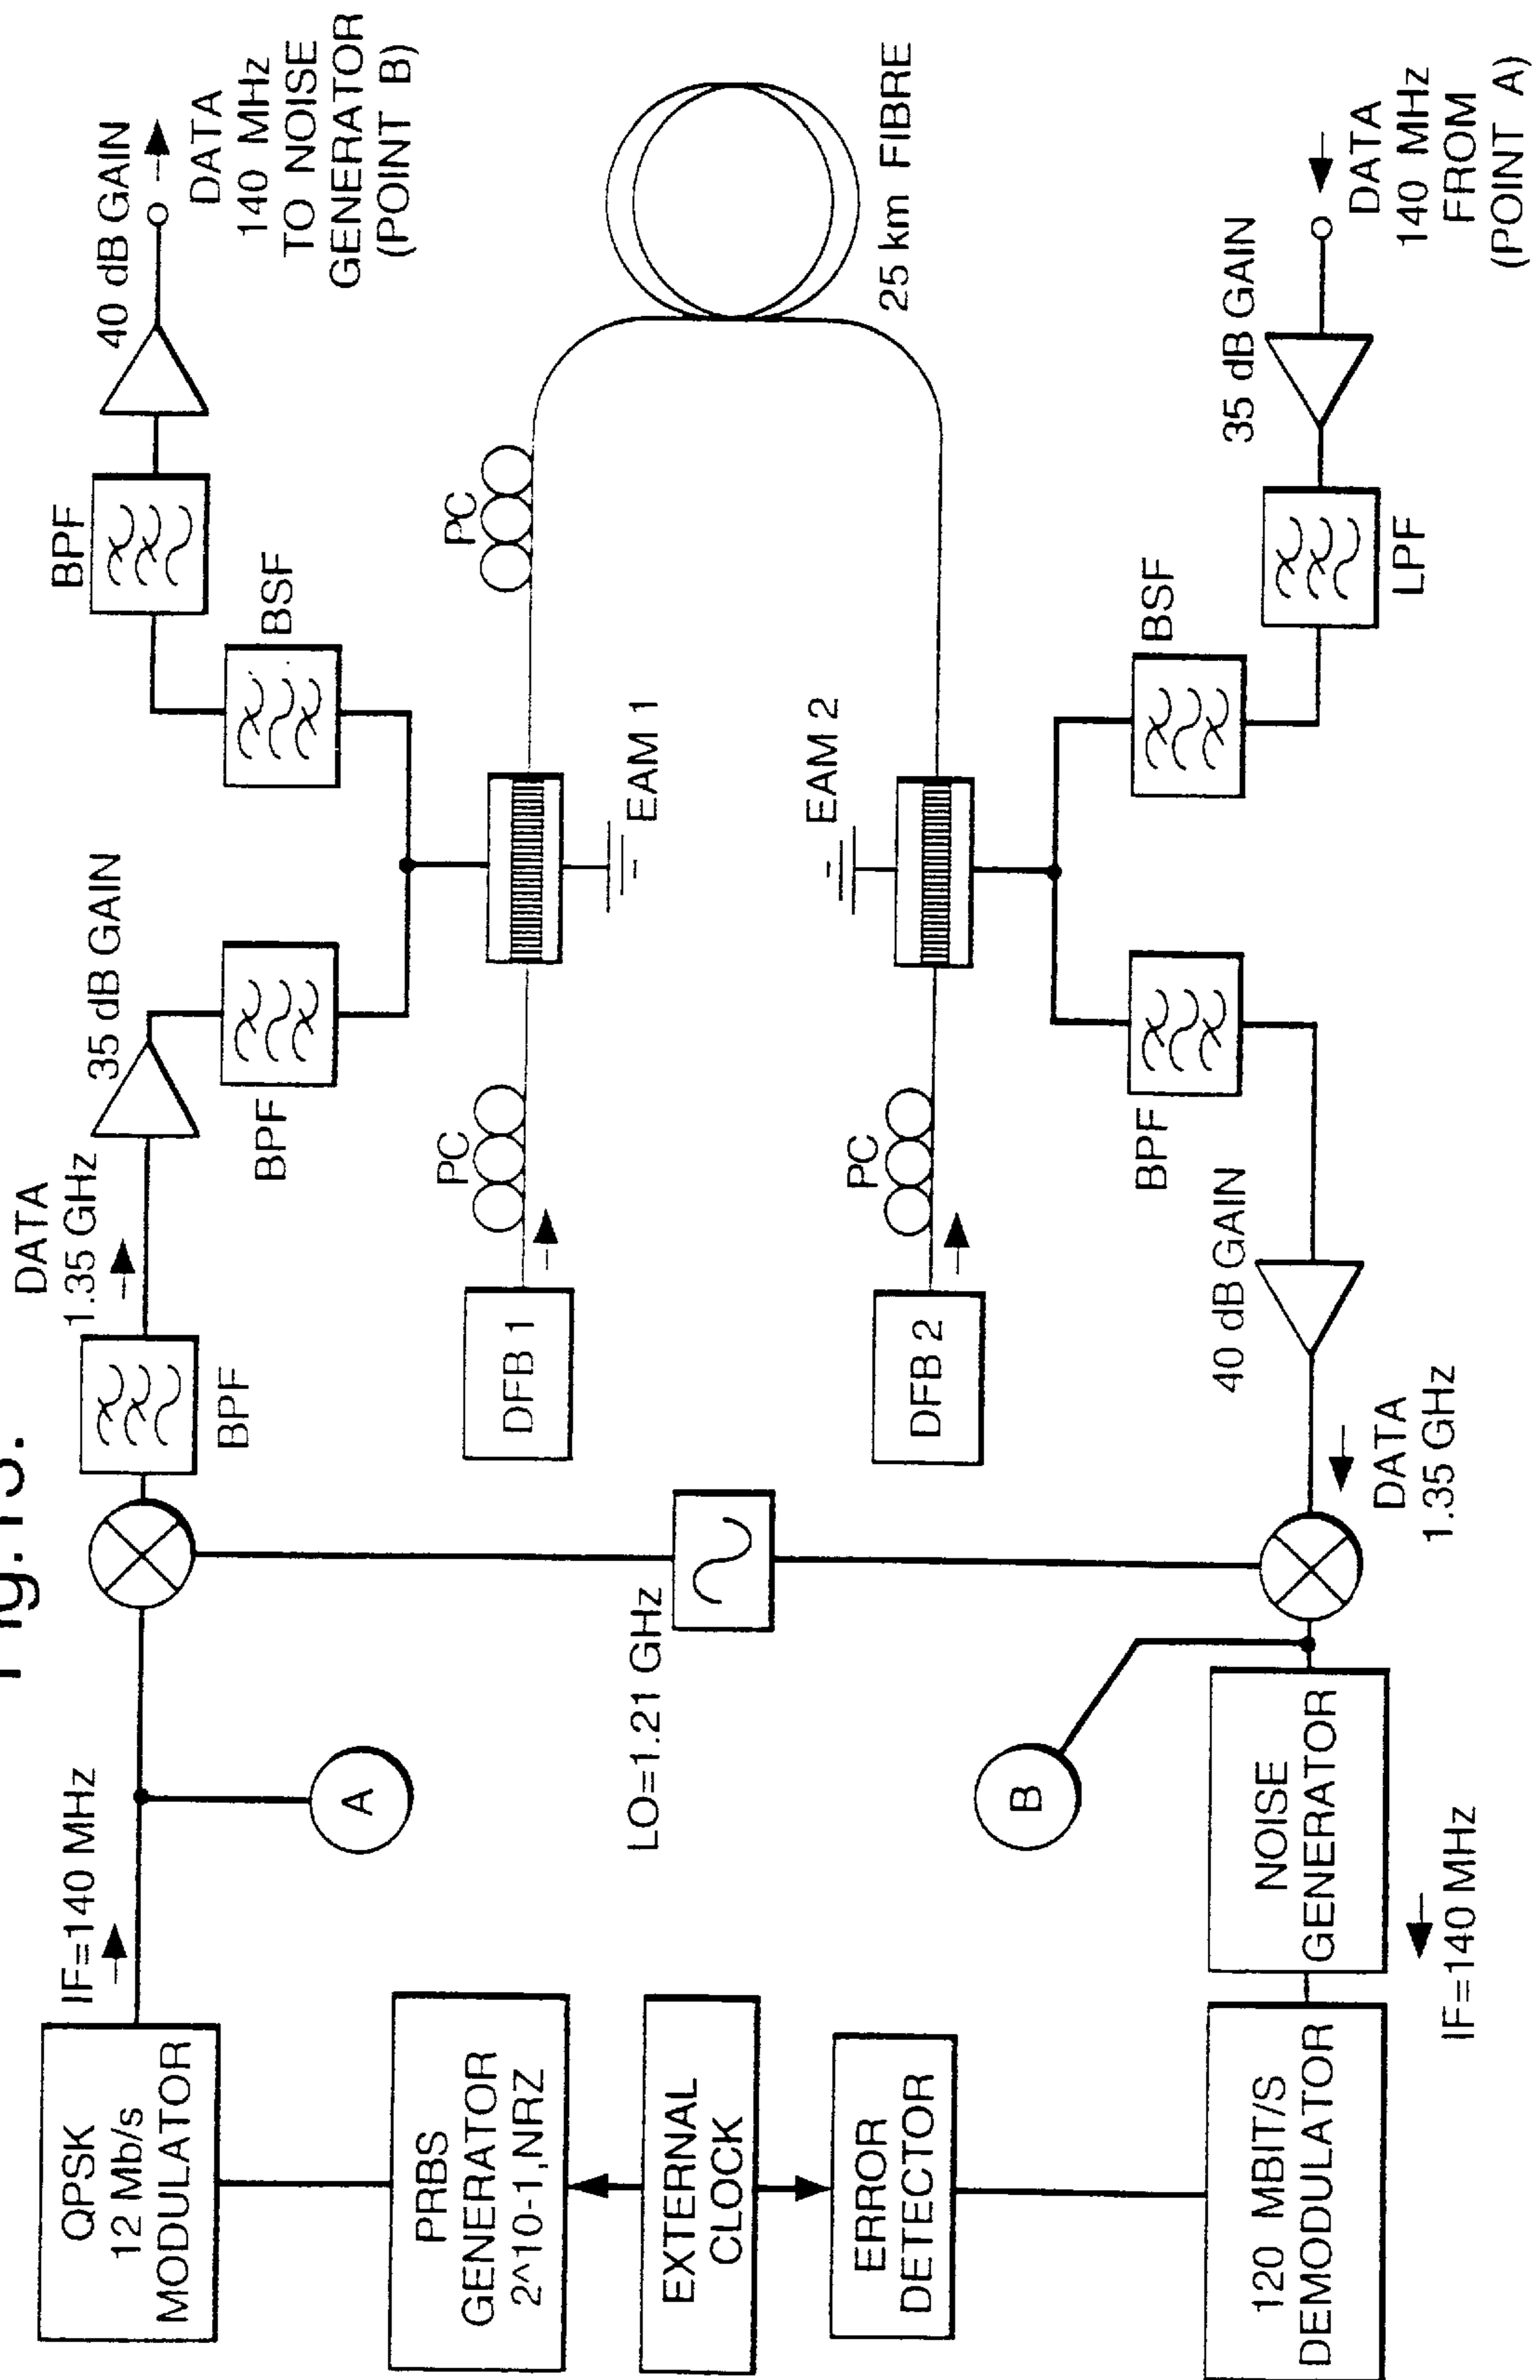 Fig.13.
QPSK
12 Mb/s
MODULATOR
IF=140 MHz
A
BPF
DATA
1.35 GHz
35 dB GAIN
BPF
BSF
BPF
40 dB GAIN
DATA
140 MHz
TO NOISE
GENERATOR
(POINT B)
PRBS
GENERATOR
2^10-1,NRZ
DFB 1
PC
EAM 1
PC
25 km FIBRE
EXTERNAL
CLOCK
LO=1.21 GHz
ERROR
DETECTOR
DFB 2
PC
EAM 2
B
120 MBIT/S
DEMODULATOR
NOISE
GENERATOR
IF=140 MHz
DATA
1.35 GHz
40 dB GAIN
BPF
BSF
LPF
35 dB GAIN
DATA
140 MHz
FROM
(POINT A)